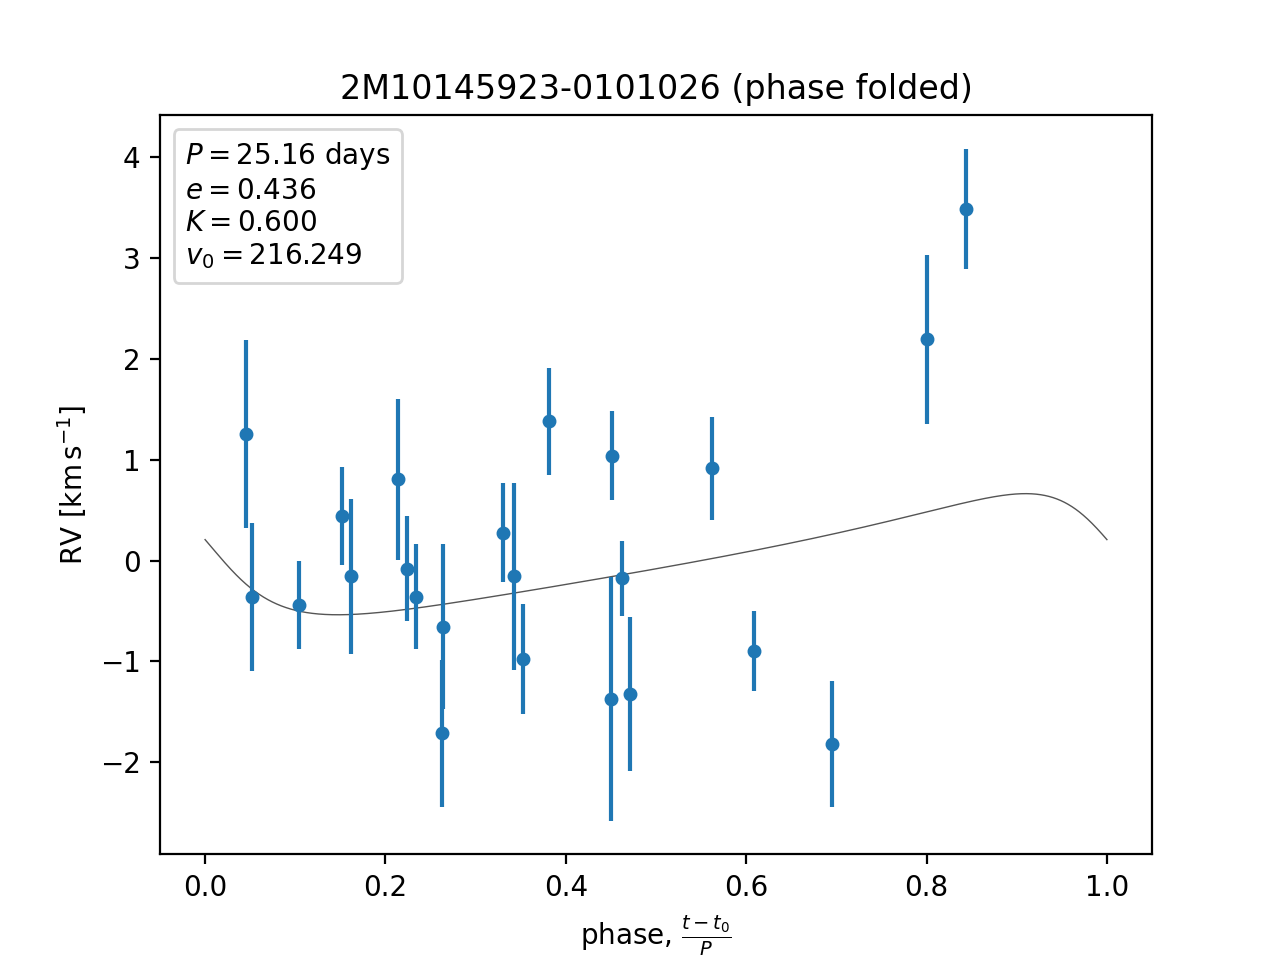 2M10145923-0101026 (phase folded)
P = 25.16 days
e = 0.436
K = 0.600
v₀ = 216.249
4
3
2
1
0
−1
−2
RV [km s⁻¹]
0.0 0.2 0.4 0.6 0.8 1.0
phase, (t − t₀)/P